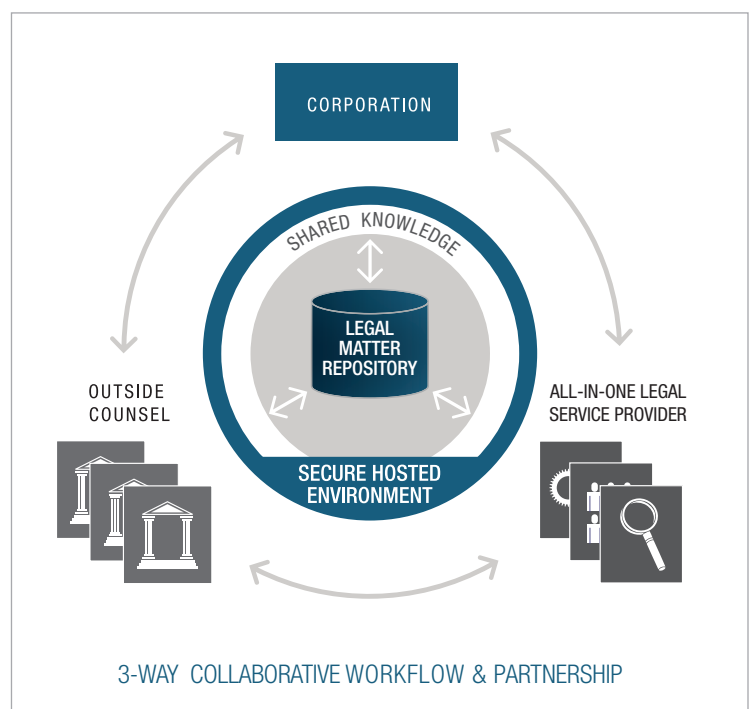 CORPORATION
SHARED KNOWLEDGE
LEGAL
MATTER
REPOSITORY
OUTSIDE
COUNSEL
ALL-IN-ONE LEGAL
SERVICE PROVIDER
SECURE HOSTED
ENVIRONMENT
3-WAY COLLABORATIVE WORKFLOW & PARTNERSHIP